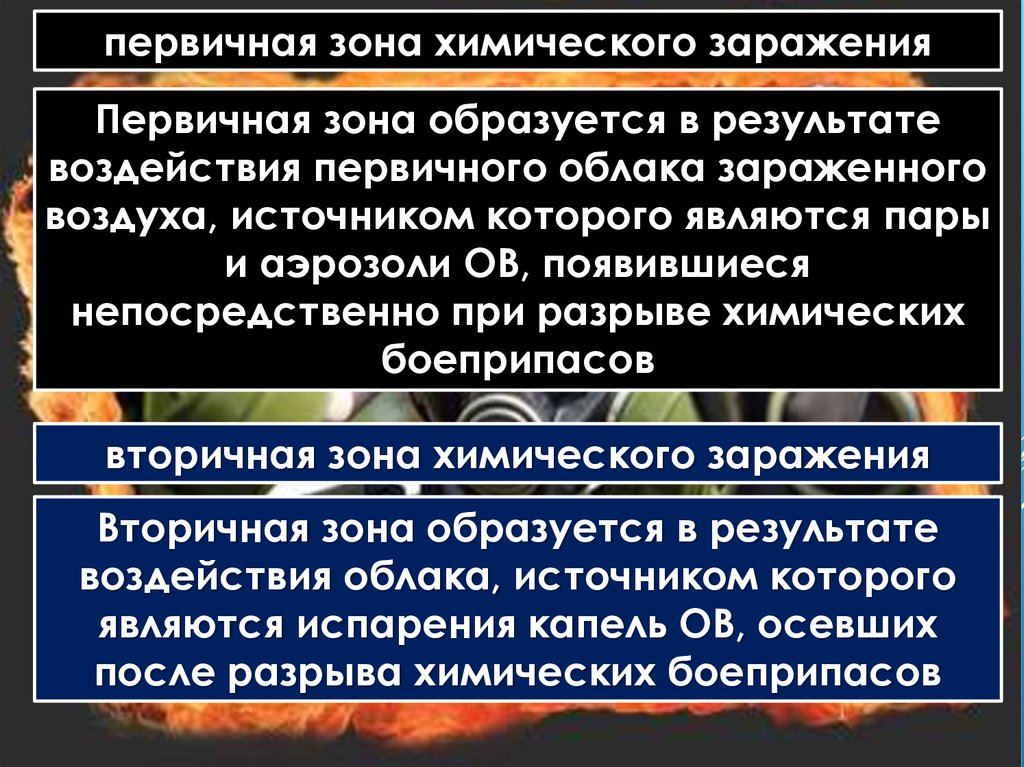 первичная зона химического заражения
Первичная зона образуется в результате
воздействия первичного облака зараженного
воздуха, источником которого являются пары
и аэрозоли ОВ, появившиеся
непосредственно при разрыве химических
боеприпасов
вторичная зона химического заражения
Вторичная зона образуется в результате
воздействия облака, источником которого
являются испарения капель ОВ, осевших
после разрыва химических боеприпасов